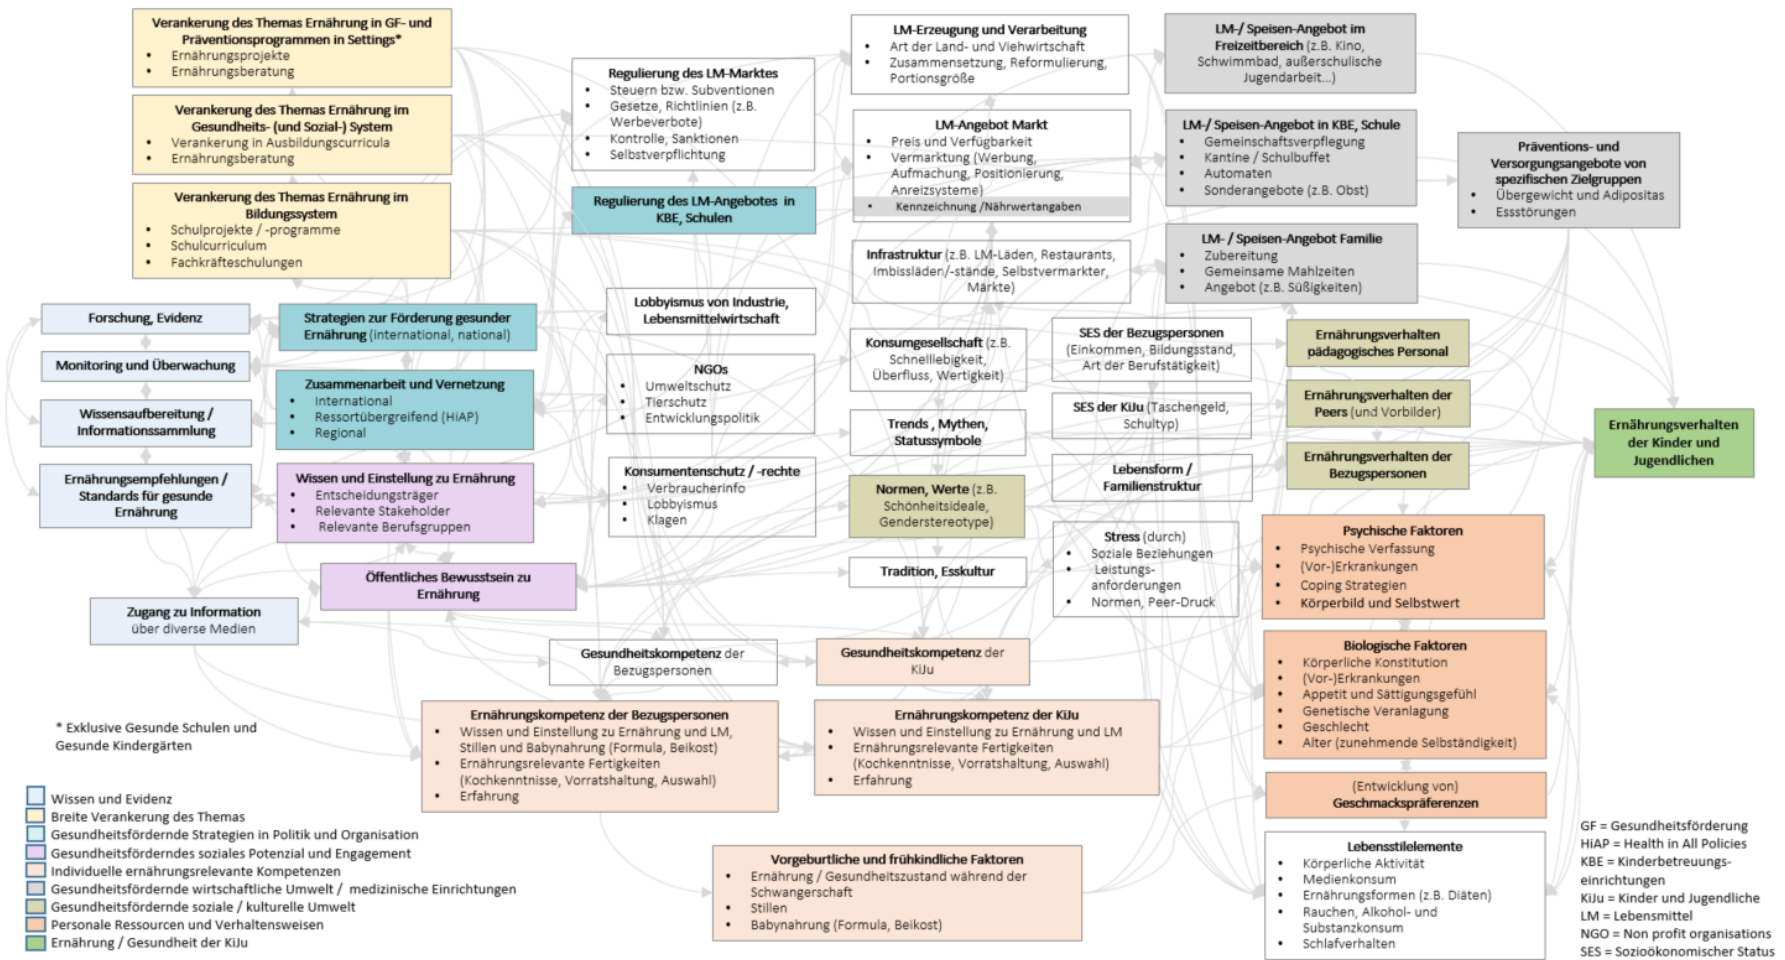 Verankerung des Themas Ernährung in GF- und
Präventionsprogrammen in Settings*
• Ernährungsprojekte
• Ernährungsberatung
Verankerung des Themas Ernährung im
Gesundheits- (und Sozial-) System
• Verankerung in Ausbildungscurricula
• Ernährungsberatung
Verankerung des Themas Ernährung im
Bildungssystem
• Schulprojekte / -programme
• Schulcurriculum
• Fachkräfteschulungen
Forschung, Evidenz
Monitoring und Überwachung
Wissensaufbereitung /
Informationssammlung
Ernährungsempfehlungen /
Standards für gesunde
Ernährung
Zugang zu Information
über diverse Medien
Strategien zur Förderung gesunder
Ernährung (international, national)
Zusammenarbeit und Vernetzung
• International
• Ressortübergreifend (HiAP)
• Regional
Wissen und Einstellung zu Ernährung
• Entscheidungsträger
• Relevante Stakeholder
• Relevante Berufsgruppen
Öffentliches Bewusstsein zu
Ernährung
Regulierung des LM-Marktes
• Steuern bzw. Subventionen
• Gesetze, Richtlinien (z.B.
Werbeverbote)
• Kontrolle, Sanktionen
• Selbstverpflichtung
Regulierung des LM-Angebotes in
KBE, Schulen
Lobbyismus von Industrie,
Lebensmittelwirtschaft
NGOs
• Umweltschutz
• Tierschutz
• Entwicklungspolitik
Konsumentenschutz / -rechte
• Verbraucherinfo
• Lobbyismus
• Klagen
Gesundheitskompetenz der
Bezugspersonen
Ernährungskompetenz der Bezugspersonen
• Wissen und Einstellung zu Ernährung und LM,
Stillen und Babynahrung (Formula, Beikost)
• Ernährungsrelevante Fertigkeiten
(Kochkenntnisse, Vorratshaltung, Auswahl)
• Erfahrung
LM-Erzeugung und Verarbeitung
• Art der Land- und Viehwirtschaft
• Zusammensetzung, Reformulierung,
Portionsgröße
LM-Angebot Markt
• Preis und Verfügbarkeit
• Vermarktung (Werbung,
Aufmachung, Positionierung,
Anreizsysteme)
• Kennzeichnung /Nährwertangaben
Infrastruktur (z.B. LM-Läden, Restaurants,
Imbissläden/-stände, Selbstvermarkter,
Märkte)
Konsumgesellschaft (z.B.
Schnelllebigkeit,
Überfluss, Wertigkeit)
Trends , Mythen,
Statussymbole
Normen, Werte (z.B.
Schönheitsideale,
Genderstereotype)
Tradition, Esskultur
Gesundheitskompetenz der
KiJu
Ernährungskompetenz der KiJu
• Wissen und Einstellung zu Ernährung und LM
• Ernährungsrelevante Fertigkeiten
(Kochkenntnisse, Vorratshaltung, Auswahl)
• Erfahrung
Vorgeburtliche und frühkindliche Faktoren
• Ernährung / Gesundheitszustand während der
Schwangerschaft
• Stillen
• Babynahrung (Formula, Beikost)
SES der Bezugspersonen
(Einkommen, Bildungsstand,
Art der Berufstätigkeit)
SES der KiJu (Taschengeld,
Schultyp)
Lebensform /
Familienstruktur
Stress (durch)
• Soziale Beziehungen
• Leistungs-
anforderungen
• Normen, Peer-Druck
LM-/ Speisen-Angebot im
Freizeitbereich (z.B. Kino,
Schwimmbad, außerschulische
Jugendarbeit...)
LM-/ Speisen-Angebot in KBE, Schule
• Gemeinschaftsverpflegung
• Kantine / Schulbuffet
• Automaten
• Sonderangebote (z.B. Obst)
LM- / Speisen-Angebot Familie
• Zubereitung
• Gemeinsame Mahlzeiten
• Angebot (z.B. Süßigkeiten)
Präventions- und
Versorgungsangebote von
spezifischen Zielgruppen
• Übergewicht und Adipositas
• Essstörungen
Ernährungsverhalten
pädagogisches Personal
Ernährungsverhalten der
Peers (und Vorbilder)
Ernährungsverhalten der
Bezugspersonen
Psychische Faktoren
• Psychische Verfassung
• (Vor-)Erkrankungen
• Coping Strategien
• Körperbild und Selbstwert
Biologische Faktoren
• Körperliche Konstitution
• (Vor-)Erkrankungen
• Appetit und Sättigungsgefühl
• Genetische Veranlagung
• Geschlecht
• Alter (zunehmende Selbständigkeit)
(Entwicklung von)
Geschmackspräferenzen
Lebensstilelemente
• Körperliche Aktivität
• Medienkonsum
• Ernährungsformen (z.B. Diäten)
• Rauchen, Alkohol- und
Substanzkonsum
• Schlafverhalten
Ernährungsverhalten
der Kinder und
Jugendlichen
* Exklusive Gesunde Schulen und
Gesunde Kindergärten
Wissen und Evidenz
Breite Verankerung des Themas
Gesundheitsfördernde Strategien in Politik und Organisation
Gesundheitsförderndes soziales Potenzial und Engagement
Individuelle ernährungsrelevante Kompetenzen
Gesundheitsfördernde wirtschaftliche Umwelt / medizinische Einrichtungen
Gesundheitsfördernde soziale / kulturelle Umwelt
Personale Ressourcen und Verhaltensweisen
Ernährung / Gesundheit der KiJu
GF = Gesundheitsförderung
HiAP = Health in All Policies
KBE = Kinderbetreuungs-
einrichtungen
KiJu = Kinder und Jugendliche
LM = Lebensmittel
NGO = Non profit organisations
SES = Sozioökonomischer Status